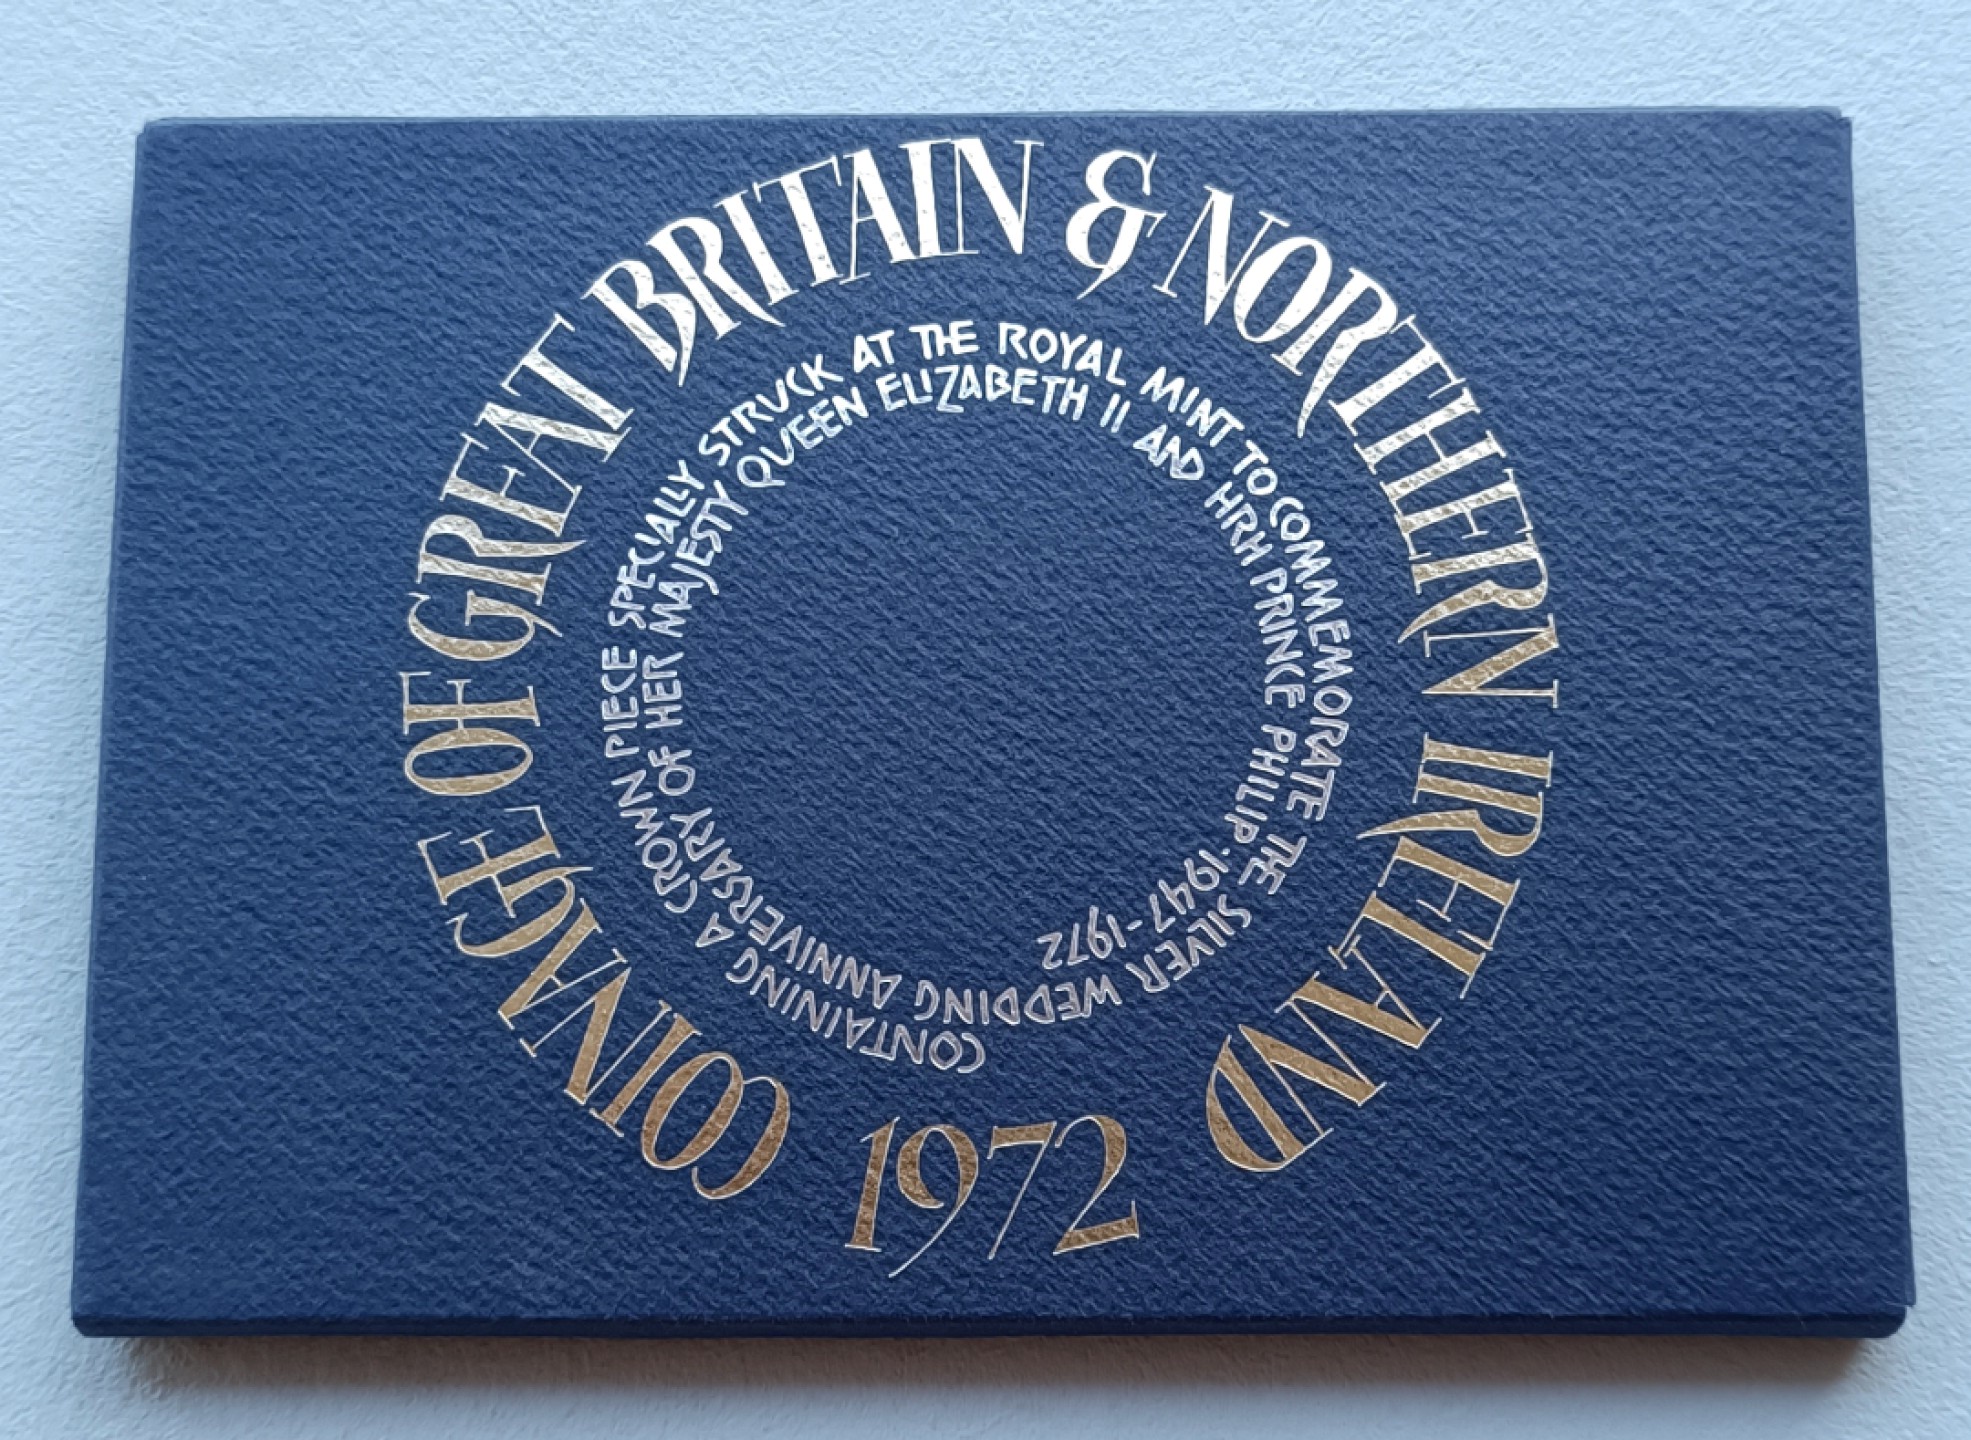 COINAGE OF GREAT BRITAIN & NORTHERN IRELAND
1972
CONTAINING A CROWN PIECE SPECIALLY STRUCK AT THE ROYAL MINT TO COMMEMORATE THE SILVER WEDDING ANNIVERSARY OF HER MAJESTY QUEEN ELIZABETH II AND HRH PRINCE PHILIP · 1947-1972